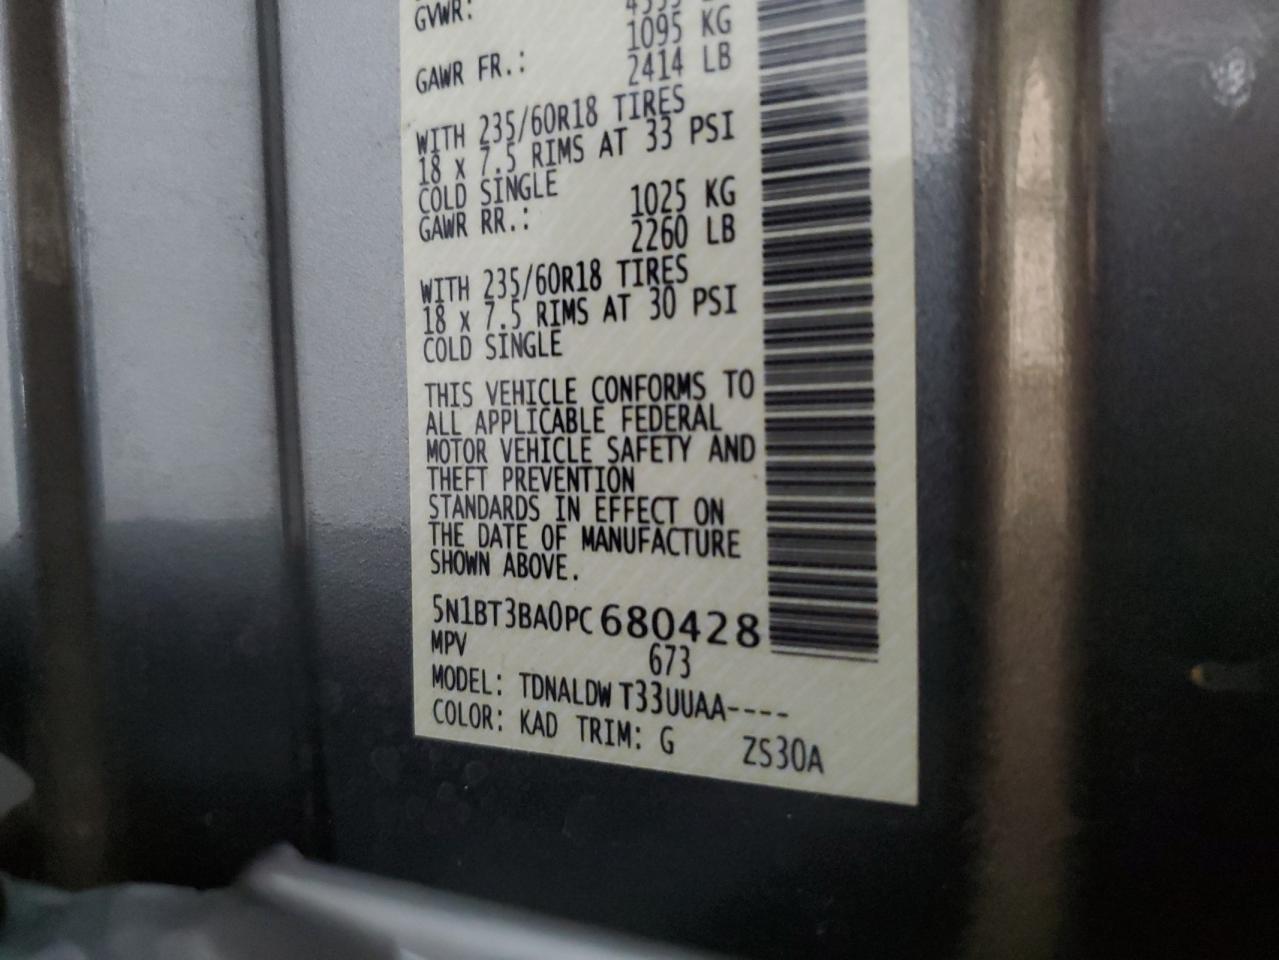 GVWR:
1095 KG
GAWR FR.: 2414 LB
WITH 235/60R18 TIRES
18 x 7.5 RIMS AT 33 PSI
COLD SINGLE
1025 KG
GAWR RR.: 2260 LB
WITH 235/60R18 TIRES
18 x 7.5 RIMS AT 30 PSI
COLD SINGLE
THIS VEHICLE CONFORMS TO
ALL APPLICABLE FEDERAL
MOTOR VEHICLE SAFETY AND
THEFT PREVENTION
STANDARDS IN EFFECT ON
THE DATE OF MANUFACTURE
SHOWN ABOVE.
5N1BT3BA0PC680428
MPV 673
MODEL: TDNALDW T33UUAA----
COLOR: KAD TRIM: G ZS30A